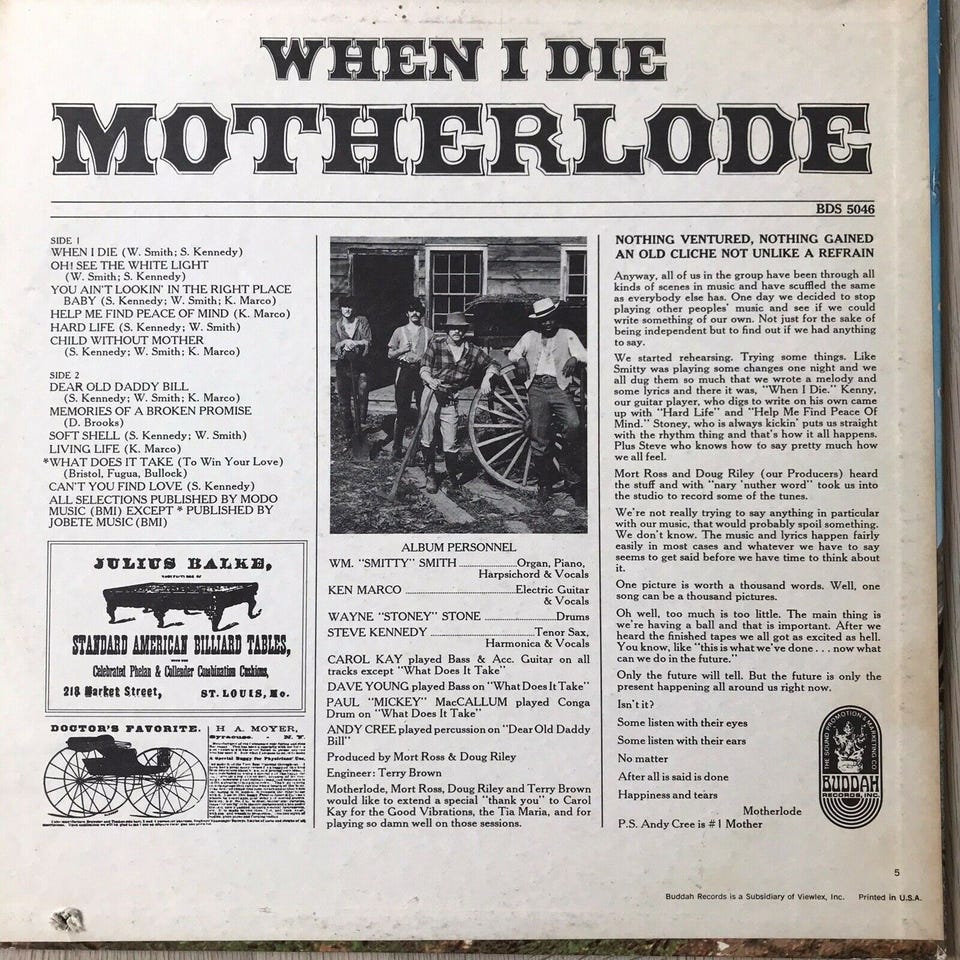 WHEN I DIE
MOTHERLODE
BDS 5046
SIDE 1
WHEN I DIE (W. Smith; S. Kennedy)
OH! SEE THE WHITE LIGHT
(W. Smith; S. Kennedy)
YOU AIN'T LOOKIN' IN THE RIGHT PLACE
BABY (S. Kennedy; W. Smith; K. Marco)
HELP ME FIND PEACE OF MIND (K. Marco)
HARD LIFE (S. Kennedy; W. Smith)
CHILD WITHOUT MOTHER
(S. Kennedy; W. Smith; K. Marco)
SIDE 2
DEAR OLD DADDY BILL
(S. Kennedy; W. Smith; K. Marco)
MEMORIES OF A BROKEN PROMISE
(D. Brooks)
SOFT SHELL (S. Kennedy; W. Smith)
LIVING LIFE (K. Marco)
*WHAT DOES IT TAKE (To Win Your Love)
(Bristol, Fugua, Bullock)
CAN'T YOU FIND LOVE (S. Kennedy)
ALL SELECTIONS PUBLISHED BY MODO
MUSIC (BMI) EXCEPT * PUBLISHED BY
JOBETE MUSIC (BMI)
JULIUS BALKE,
STANDARD AMERICAN BILLIARD TABLES,
Celebrated Phelan & Collender Combination Cushions,
218 Market Street, ST. LOUIS, Mo.
DOCTOR'S FAVORITE.
H. A. MOYER,
Syracuse, N. Y.
A Special Buggy for Physicians' Use,
ALBUM PERSONNEL
WM. "SMITTY" SMITH ..................Organ, Piano,
Harpsichord & Vocals
KEN MARCO ..................Electric Guitar
& Vocals
WAYNE "STONEY" STONE ..................Drums
STEVE KENNEDY ..................Tenor Sax,
Harmonica & Vocals
CAROL KAY played Bass & Acc. Guitar on all
tracks except "What Does It Take"
DAVE YOUNG played Bass on "What Does It Take"
PAUL "MICKEY" MacCALLUM played Conga
Drum on "What Does It Take"
ANDY CREE played percussion on "Dear Old Daddy
Bill"
Produced by Mort Ross & Doug Riley
Engineer: Terry Brown
Motherlode, Mort Ross, Doug Riley and Terry Brown
would like to extend a special "thank you" to Carol
Kay for the Good Vibrations, the Tia Maria, and for
playing so damn well on those sessions.
NOTHING VENTURED, NOTHING GAINED
AN OLD CLICHE NOT UNLIKE A REFRAIN
Anyway, all of us in the group have been through all
kinds of scenes in music and have scuffled the same
as everybody else has. One day we decided to stop
playing other peoples' music and see if we could
write something of our own. Not just for the sake of
being independent but to find out if we had anything
to say.
We started rehearsing. Trying some things. Like
Smitty was playing some changes one night and we
all dug them so much that we wrote a melody and
some lyrics and there it was, "When I Die." Kenny,
our guitar player, who digs to write on his own came
up with "Hard Life" and "Help Me Find Peace Of
Mind." Stoney, who is always kickin' puts us straight
with the rhythm thing and that's how it all happens.
Plus Steve who knows how to say pretty much how
we all feel.
Mort Ross and Doug Riley (our Producers) heard
the stuff and with "nary 'nuther word" took us into
the studio to record some of the tunes.
We're not really trying to say anything in particular
with our music, that would probably spoil something.
We don't know. The music and lyrics happen fairly
easily in most cases and whatever we have to say
seems to get said before we have time to think about
it.
One picture is worth a thousand words. Well, one
song can be a thousand pictures.
Oh well, too much is too little. The main thing is
we're having a ball and that is important. After we
heard the finished tapes we all got as excited as hell.
You know, like "this is what we've done . . . now what
can we do in the future."
Only the future will tell. But the future is only the
present happening all around us right now.
Isn't it?
Some listen with their eyes
Some listen with their ears
No matter
After all is said is done
Happiness and tears
Motherlode
P.S. Andy Cree is #1 Mother
THE SOUND PROMOTION & MARKETING CO
BUDDAH
RECORDS, INC.
5
Buddah Records is a Subsidiary of Viewlex, Inc. Printed in U.S.A.